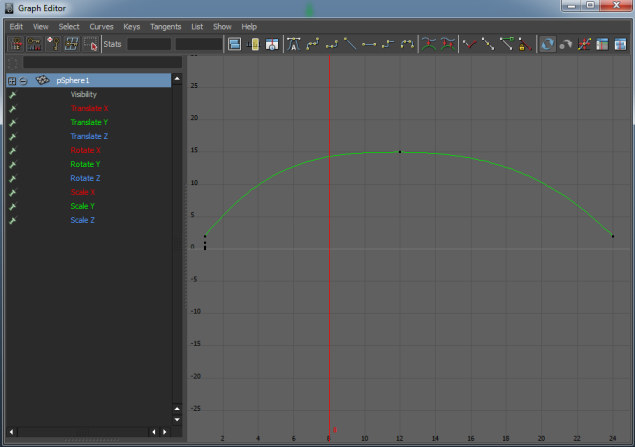 Graph Editor
Edit View Select Curves Keys Tangents List Show Help
Stats
pSphere1
Visibility
Translate X
Translate Y
Translate Z
Rotate X
Rotate Y
Rotate Z
Scale X
Scale Y
Scale Z
25
20
15
10
5
0
-5
-10
-15
-20
-25
2 4 6 8 10 12 14 16 18 20 22 24